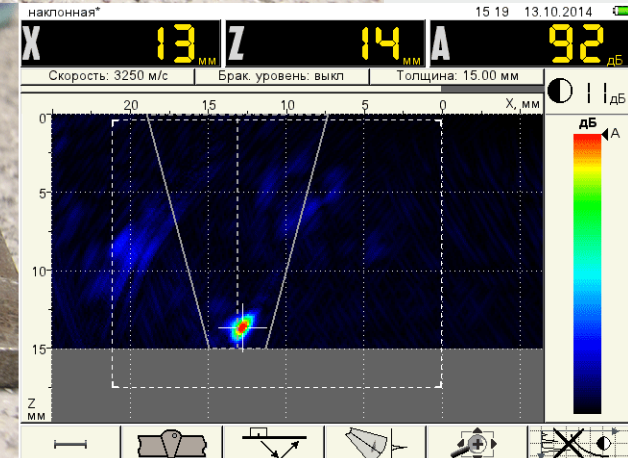 наклонная*
15 19 13.10.2014
X 13 мм Z 14 мм A 92 дБ
Скорость: 3250 м/с Брак. уровень: выкл Толщина: 15.00 мм
11 дБ
20 15 10 5 0 X, мм
0
5
10
15
Z
мм
дБ
A